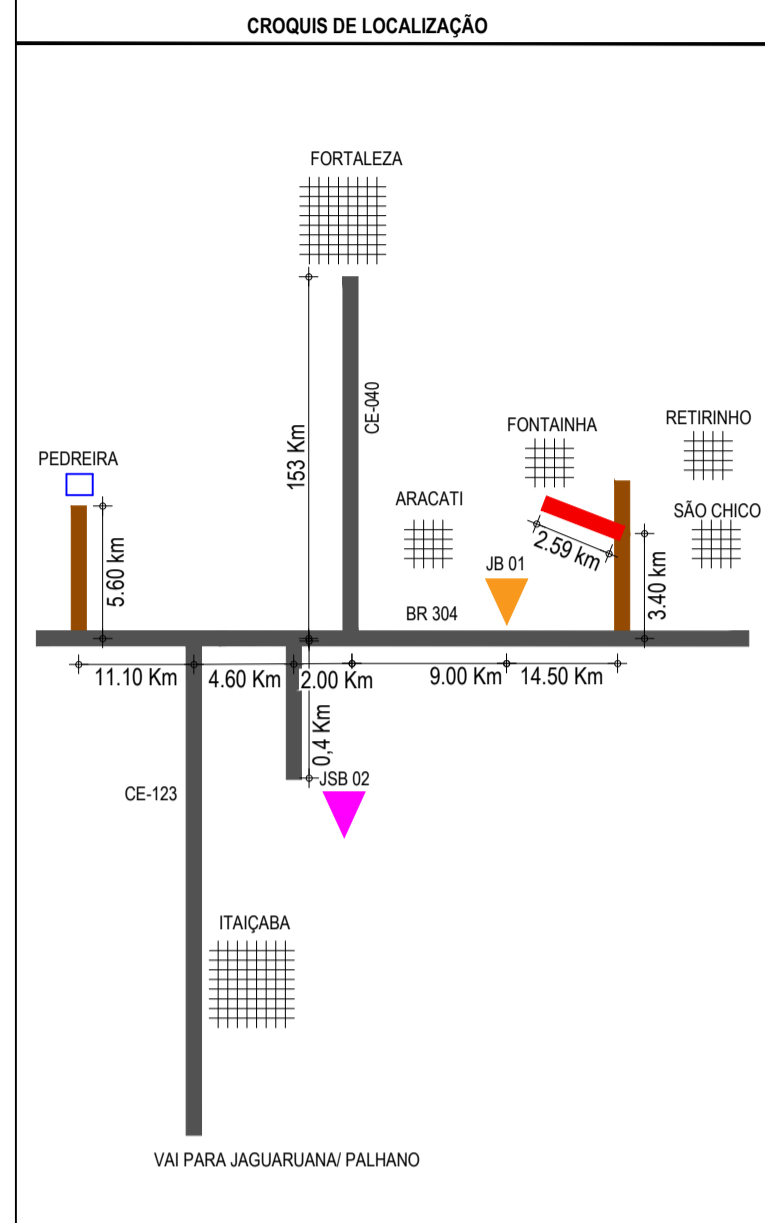 CROQUIS DE LOCALIZAÇÃO
FORTALEZA
153 Km
CE-040
FONTAINHA
RETIRINHO
PEDREIRA
ARACATI
SÃO CHICO
5.60 km
2.59 km
JB 01
3.40 km
BR 304
11.10 Km
4.60 Km
2.00 Km
9.00 Km
14.50 Km
0,4 Km
CE-123
JSB 02
ITAIÇABA
VAI PARA JAGUARUANA/ PALHANO